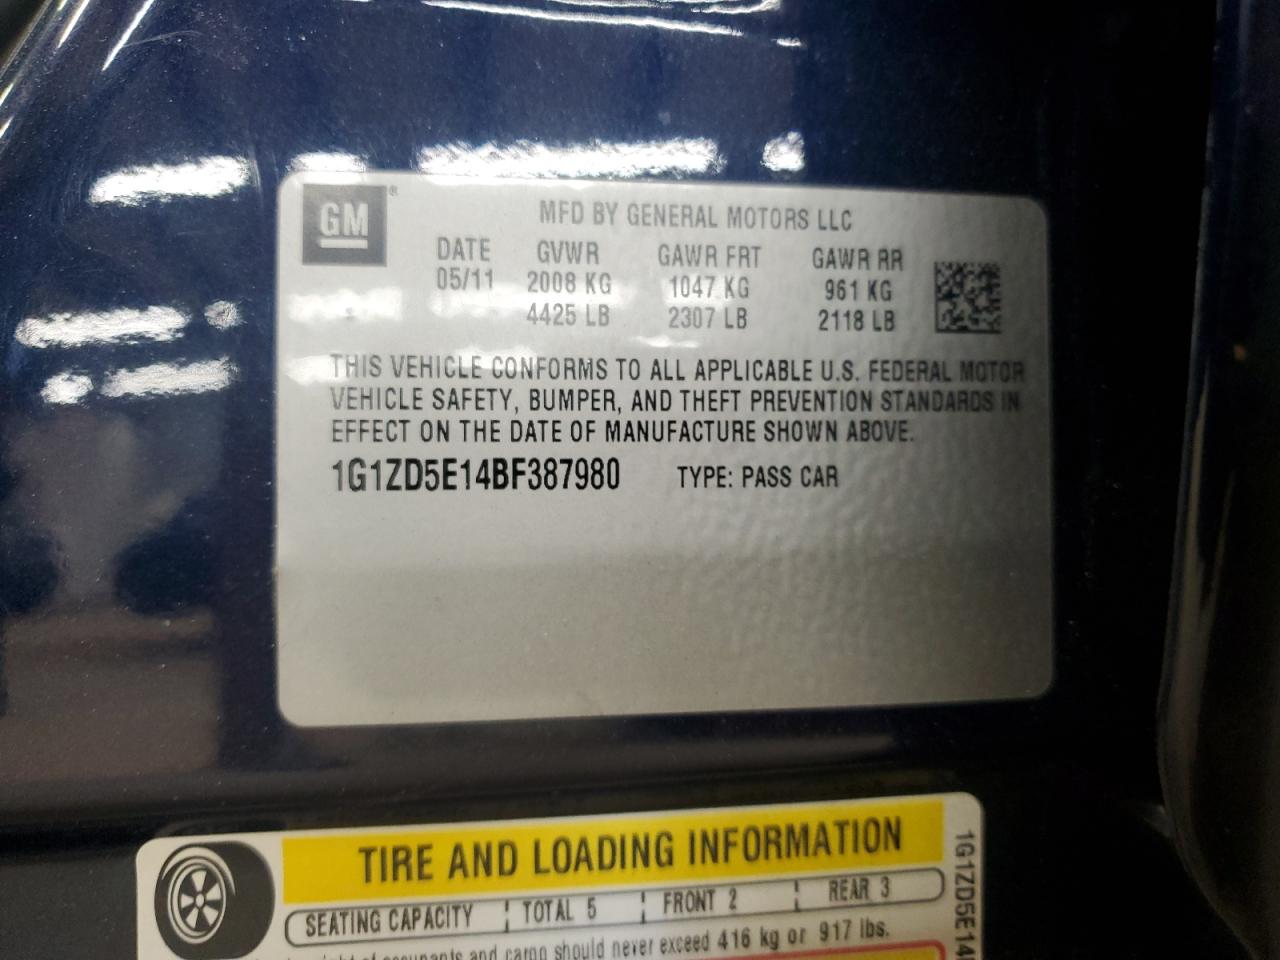 GM ®
MFD BY GENERAL MOTORS LLC
DATE GVWR GAWR FRT GAWR RR
05/11 2008 KG 1047 KG 961 KG
4425 LB 2307 LB 2118 LB
THIS VEHICLE CONFORMS TO ALL APPLICABLE U.S. FEDERAL MOTOR
VEHICLE SAFETY, BUMPER, AND THEFT PREVENTION STANDARDS IN
EFFECT ON THE DATE OF MANUFACTURE SHOWN ABOVE.
1G1ZD5E14BF387980 TYPE: PASS CAR
TIRE AND LOADING INFORMATION
SEATING CAPACITY TOTAL 5 FRONT 2 REAR 3
occupants and cargo should never exceed 416 kg or 917 lbs.
1G1ZD5E14